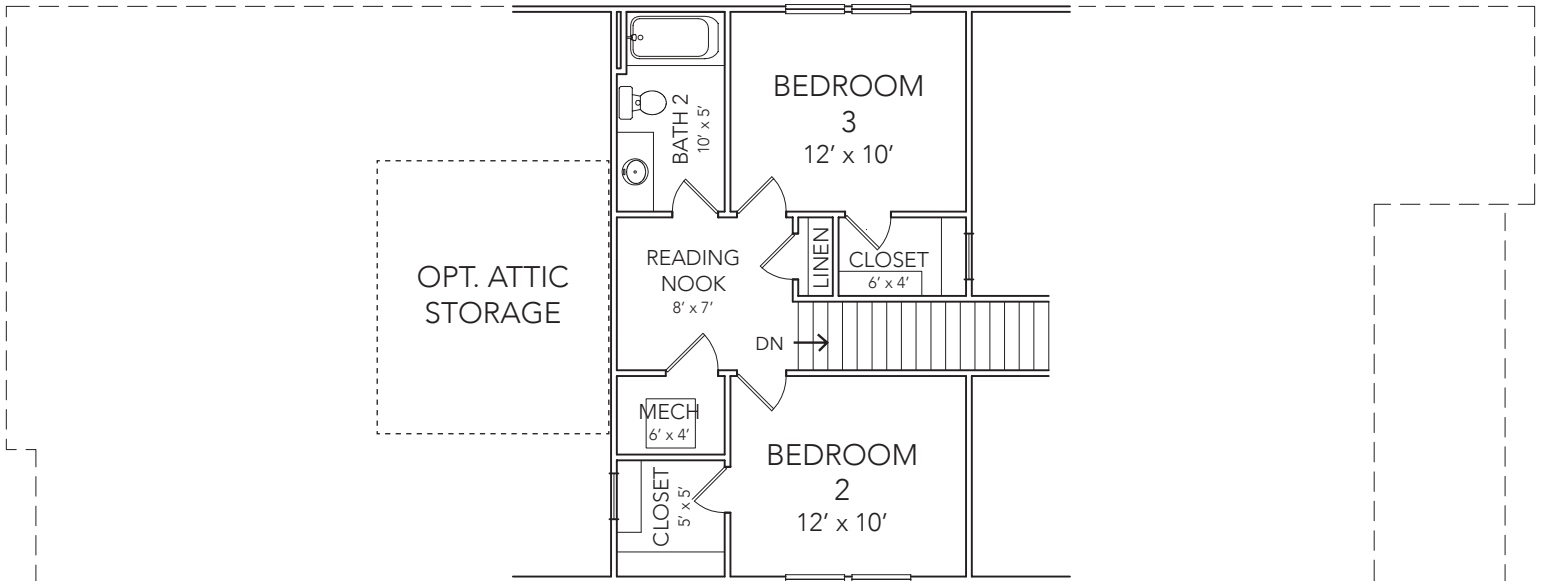 BATH 2
10’ x 5’
BEDROOM
3
12’ x 10’
OPT. ATTIC
STORAGE
READING
NOOK
8’ x 7’
LINEN
CLOSET
6’ x 4’
DN
MECH
6’ x 4’
CLOSET
5’ x 5’
BEDROOM
2
12’ x 10’